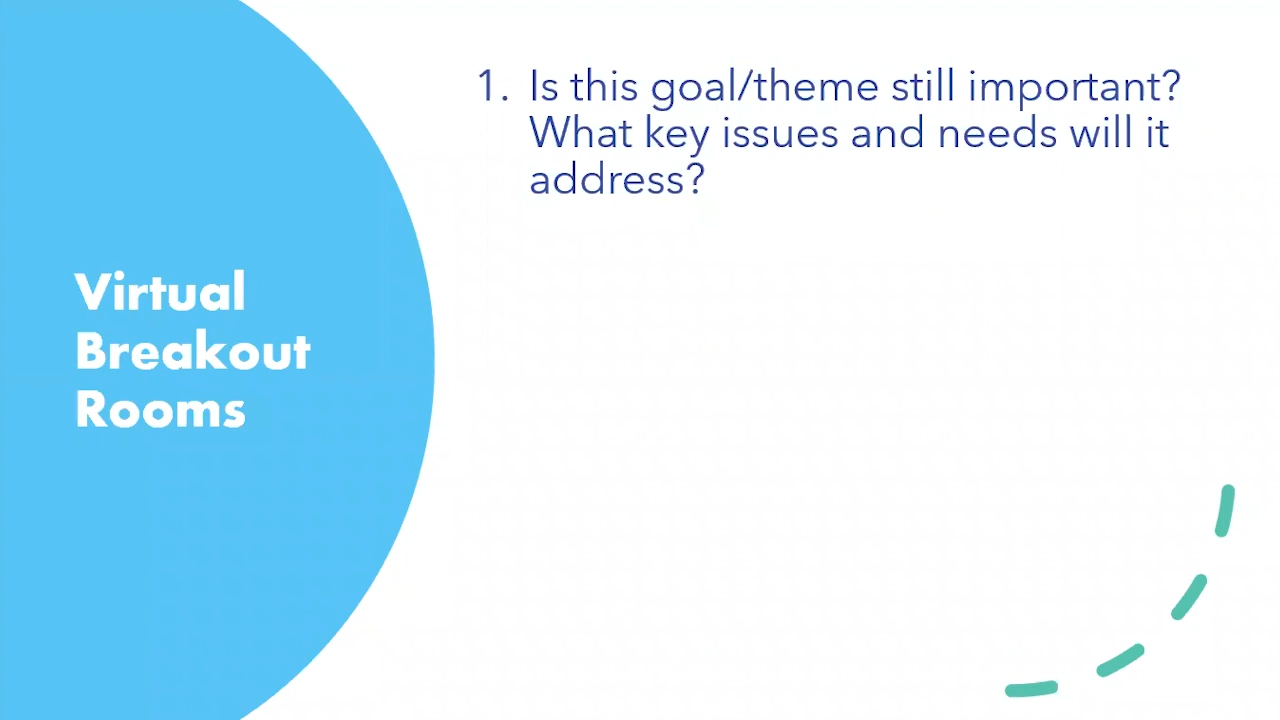 Virtual
Breakout
Rooms
1. Is this goal/theme still important?
What key issues and needs will it
address?